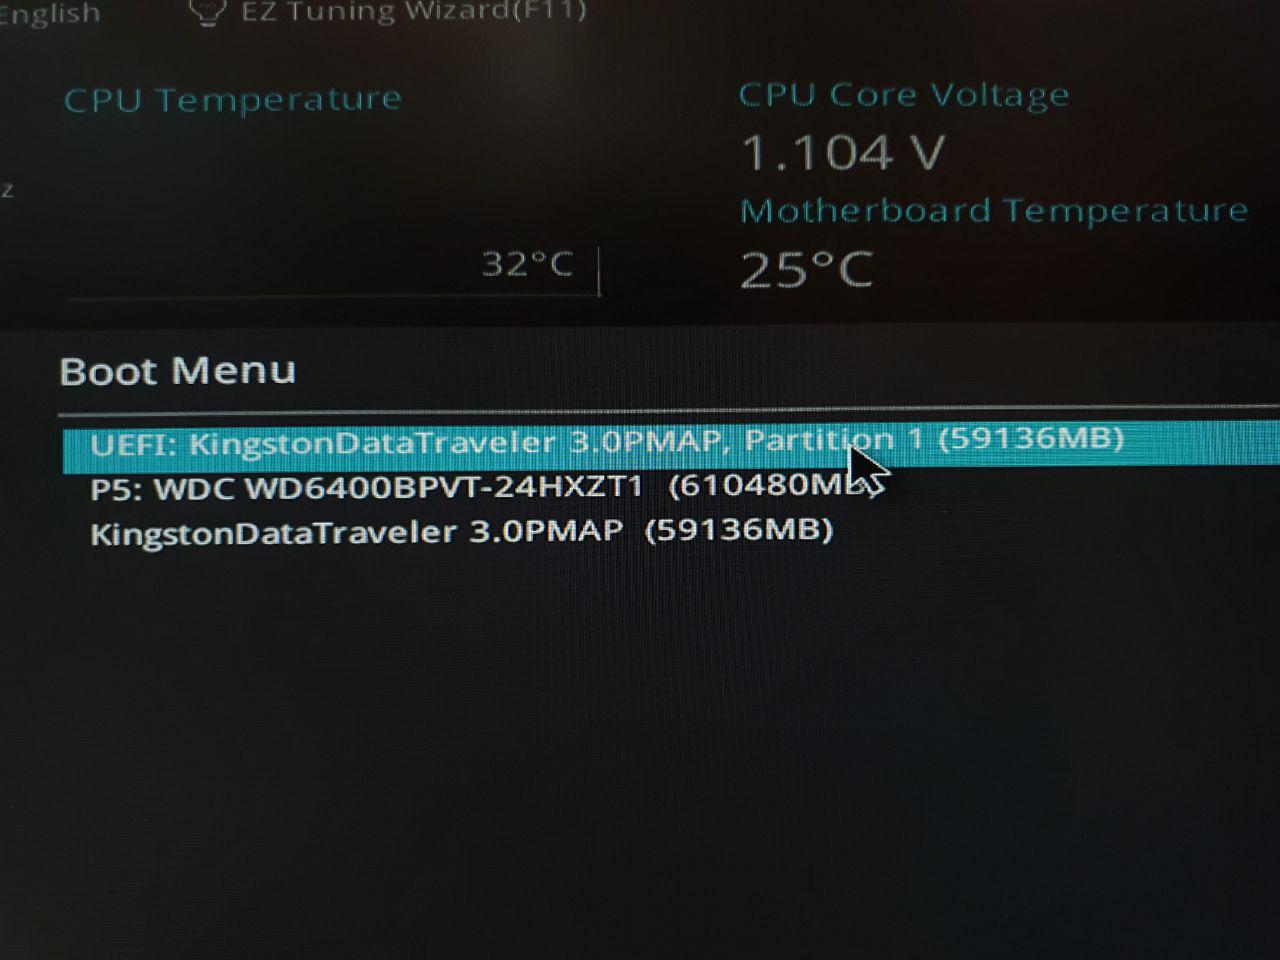 English
EZ Tuning Wizard(F11)
CPU Temperature
CPU Core Voltage
1.104 V
z
Motherboard Temperature
32°C
25°C
Boot Menu
UEFI: KingstonDataTraveler 3.0PMAP, Partition 1 (59136MB)
P5: WDC WD6400BPVT-24HXZT1 (610480MB)
KingstonDataTraveler 3.0PMAP (59136MB)